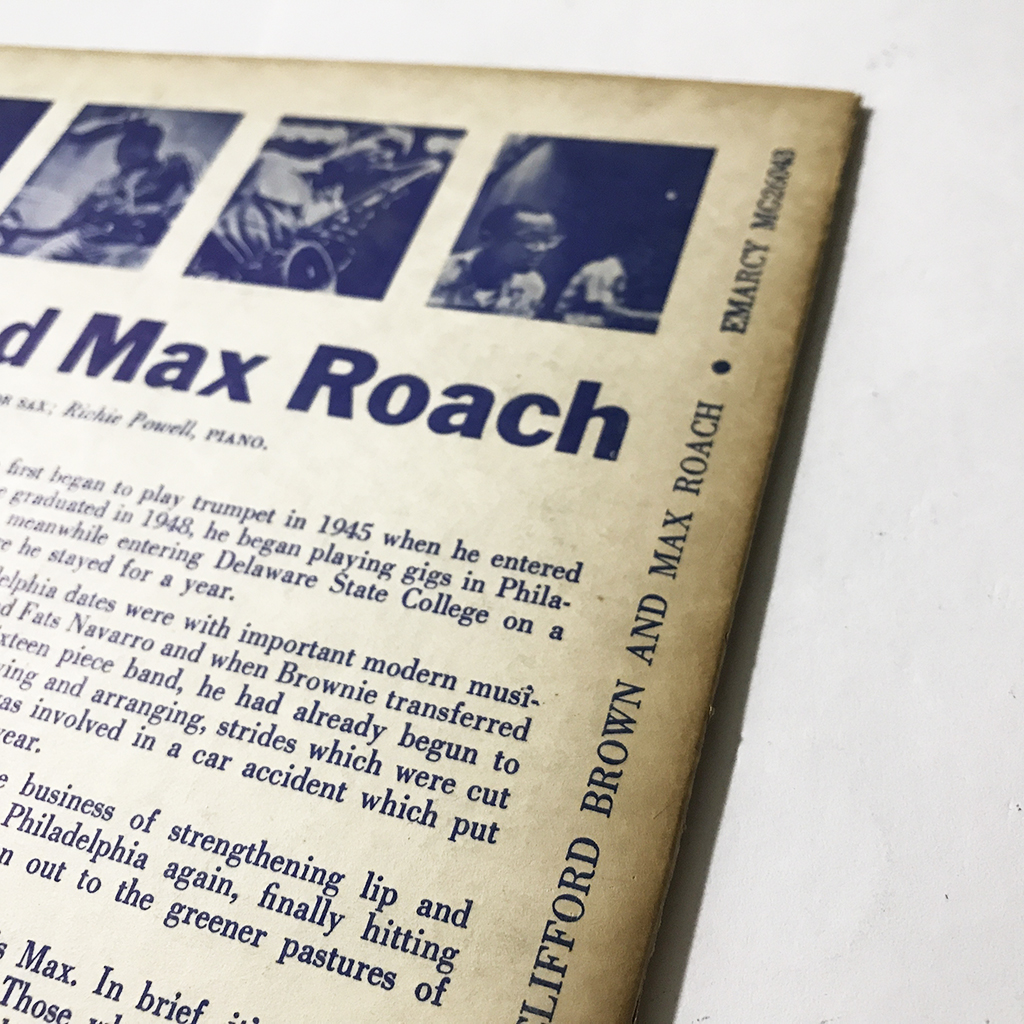 d Max Roach
OR SAX; Richie Powell, PIANO.
first began to play trumpet in 1945 when he entered
graduated in 1948, he began playing gigs in Phila-
meanwhile entering Delaware State College on a
re he stayed for a year.
delphia dates were with important modern musi-
nd Fats Navarro and when Brownie transferred
ixteen piece band, he had already begun to
ying and arranging, strides which were cut
as involved in a car accident which put
year.
e business of strengthening lip and
Philadelphia again, finally hitting
n out to the greener pastures of
s Max. In brief,
Those
CLIFFORD BROWN AND MAX ROACH • EMARCY MG26043